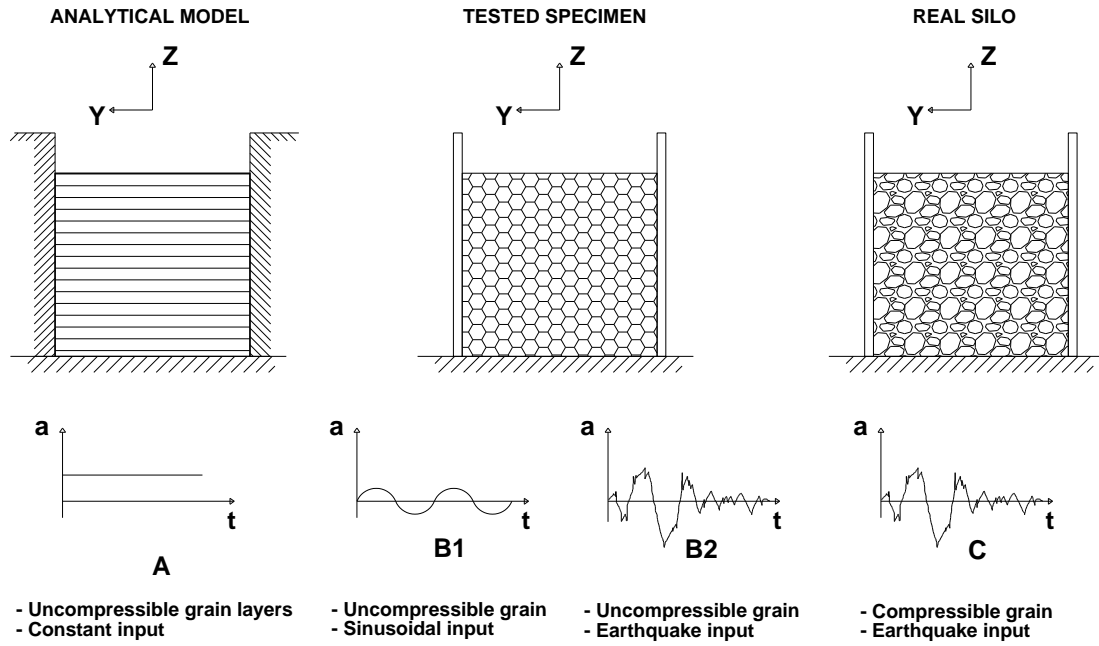 ANALYTICAL MODEL
TESTED SPECIMEN
REAL SILO
Z
Y
Z
Y
Z
Y
a
t
A
a
t
B1
a
t
B2
a
t
C
- Uncompressible grain layers
- Constant input
- Uncompressible grain
- Sinusoidal input
- Uncompressible grain
- Earthquake input
- Compressible grain
- Earthquake input